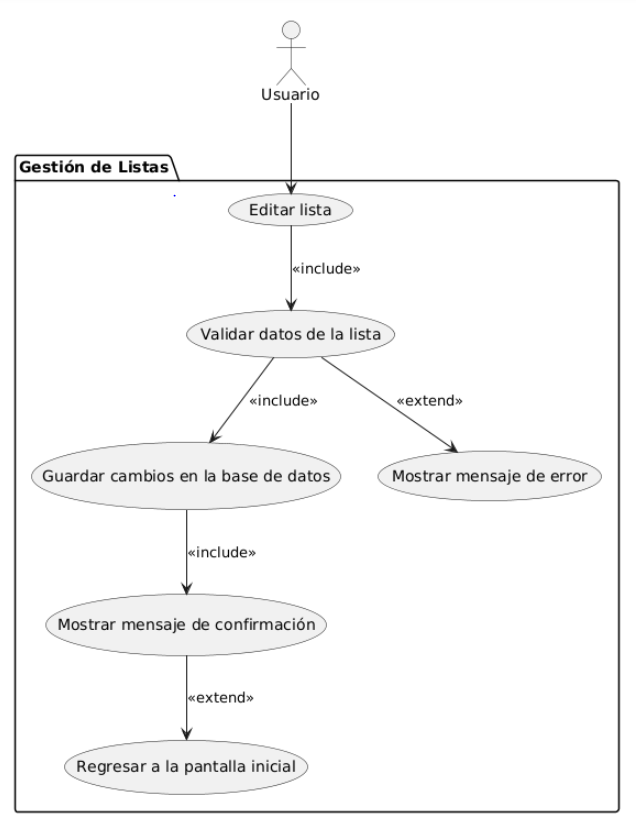 Usuario
Gestión de Listas
Editar lista
«include»
Validar datos de la lista
«include»
«extend»
Guardar cambios en la base de datos
Mostrar mensaje de error
«include»
Mostrar mensaje de confirmación
«extend»
Regresar a la pantalla inicial